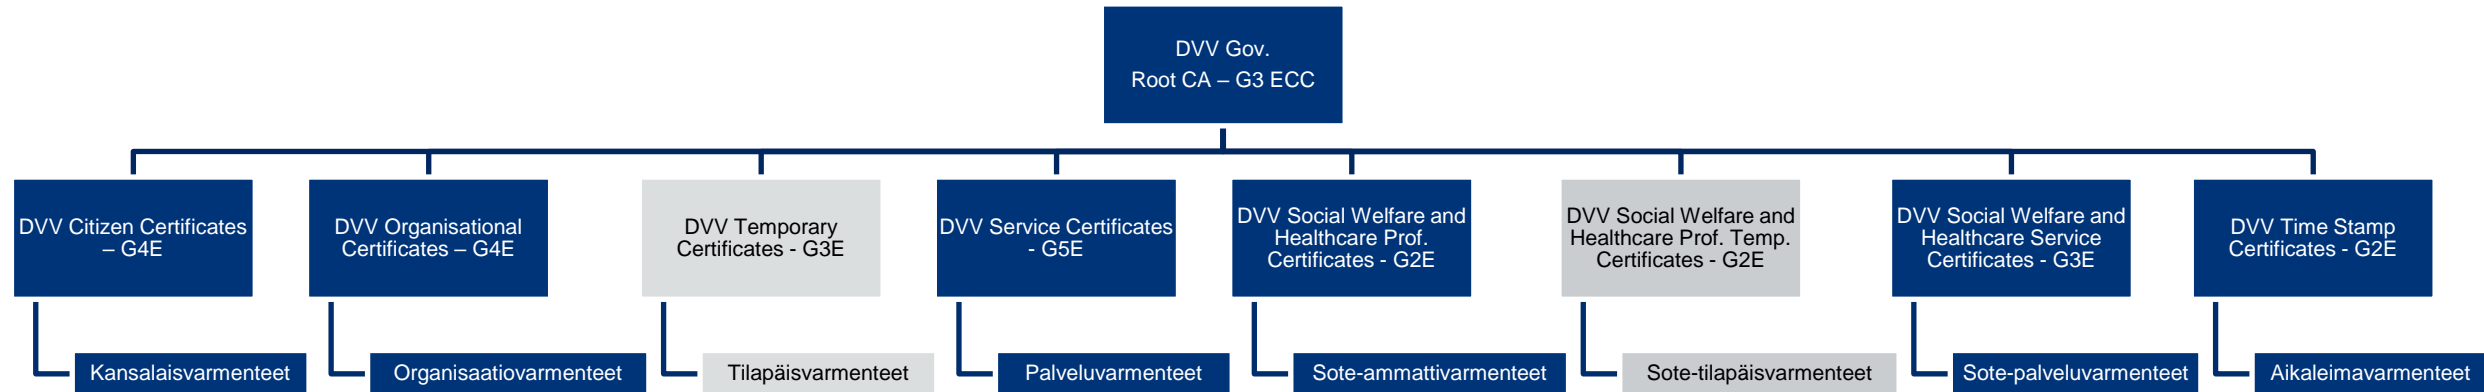 DVV Gov.
Root CA – G3 ECC
DVV Citizen Certificates
– G4E
DVV Organisational
Certificates – G4E
DVV Temporary
Certificates - G3E
DVV Service Certificates
- G5E
DVV Social Welfare and
Healthcare Prof.
Certificates - G2E
DVV Social Welfare and
Healthcare Prof. Temp.
Certificates - G2E
DVV Social Welfare and
Healthcare Service
Certificates - G3E
DVV Time Stamp
Certificates - G2E
Kansalaisvarmenteet
Organisaatiovarmenteet
Tilapäisvarmenteet
Palveluvarmenteet
Sote-ammattivarmenteet
Sote-tilapäisvarmenteet
Sote-palveluvarmenteet
Aikaleimavarmenteet